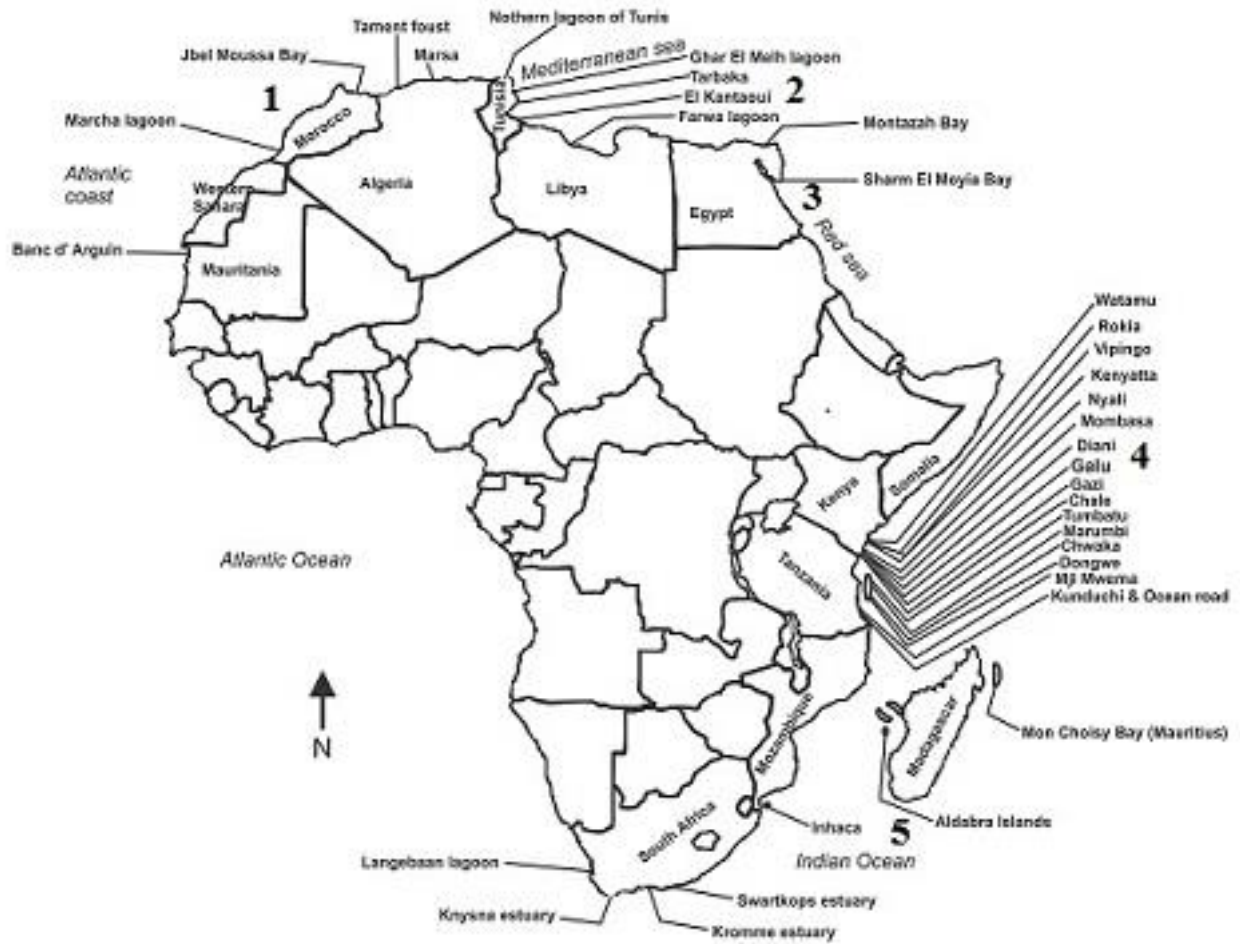 Nothern lagoon of Tunis
Tament foust
Marsa
Jbel Moussa Bay
Mediterranean sea
Ghar El Melh lagoon
Tarbaka
El Kantaoui
Farwa lagoon
1
2
Marcha lagoon
Morocco
Tunisia
Montazah Bay
Atlantic
coast
Western
Sahara
Algeria
Libya
Egypt
3
Sharm El Moyia Bay
Red sea
Banc d' Arguin
Mauritania
Watamu
Rokia
Vipingo
Kenyatta
Nyali
Mombasa
Diani
4
Galu
Gazi
Chale
Tumbatu
Marumbi
Chwaka
Dongwe
Mji Mwema
Kunduchi & Ocean road
Somalia
Kenya
Tanzania
Atlantic Ocean
N
Mozambique
Madagascar
Mon Choisy Bay (Mauritius)
Aldabra Islands
5
Inhaca
Indian Ocean
South Africa
Langebaan lagoon
Swartkops estuary
Knysna estuary
Kromme estuary